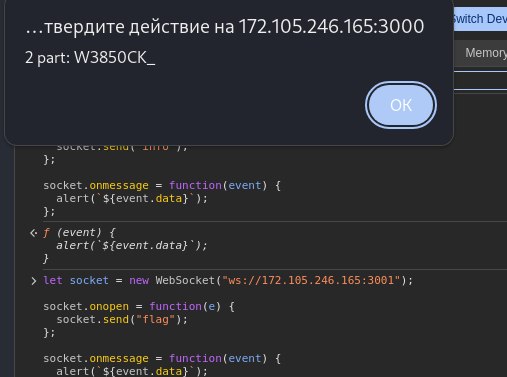 ...твердите действие на 172.105.246.165:3000
2 part: W3850CK_
OK
Switch Dev
Memory
socket.send("info");
};
socket.onmessage = function(event) {
alert(`${event.data}`);
};
ƒ (event) {
alert(`${event.data}`);
}
let socket = new WebSocket("ws://172.105.246.165:3001");
socket.onopen = function(e) {
socket.send("flag");
};
socket.onmessage = function(event) {
alert(`${event.data}`);